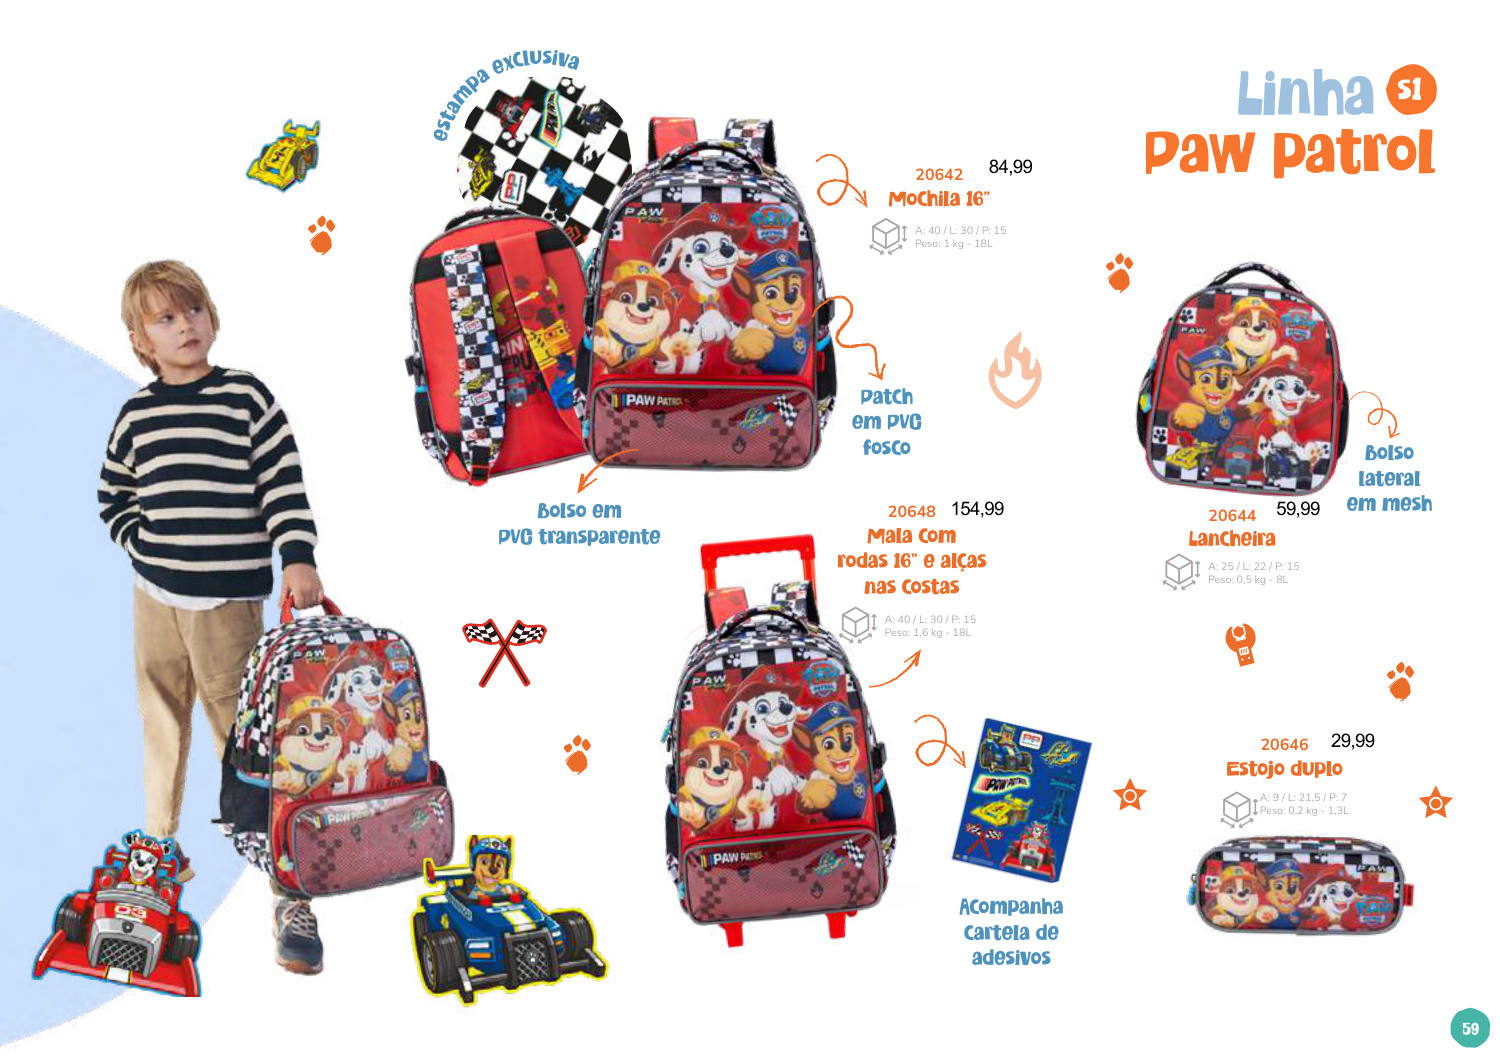 Linha S1
Paw Patrol
estampa exclusiva
20642 84,99
Mochila 16”
A: 40 / L: 30 / P: 15
Peso: 1 kg - 18L
Patch
em PVC
fosco
Bolso em
PVC transparente
20648 154,99
Mala com
rodas 16” e alças
nas costas
A: 40 / L: 30 / P: 15
Peso: 1,6 kg - 18L
Acompanha
cartela de
adesivos
Bolso
lateral
em mesh
20644 59,99
Lancheira
A: 25 / L: 22 / P: 15
Peso: 0,5 kg - 8L
20646 29,99
Estojo duplo
A: 9 / L: 21,5 / P: 7
Peso: 0,2 kg - 1,3L
PAW PATROL
PAW
PAW
PATROL
59